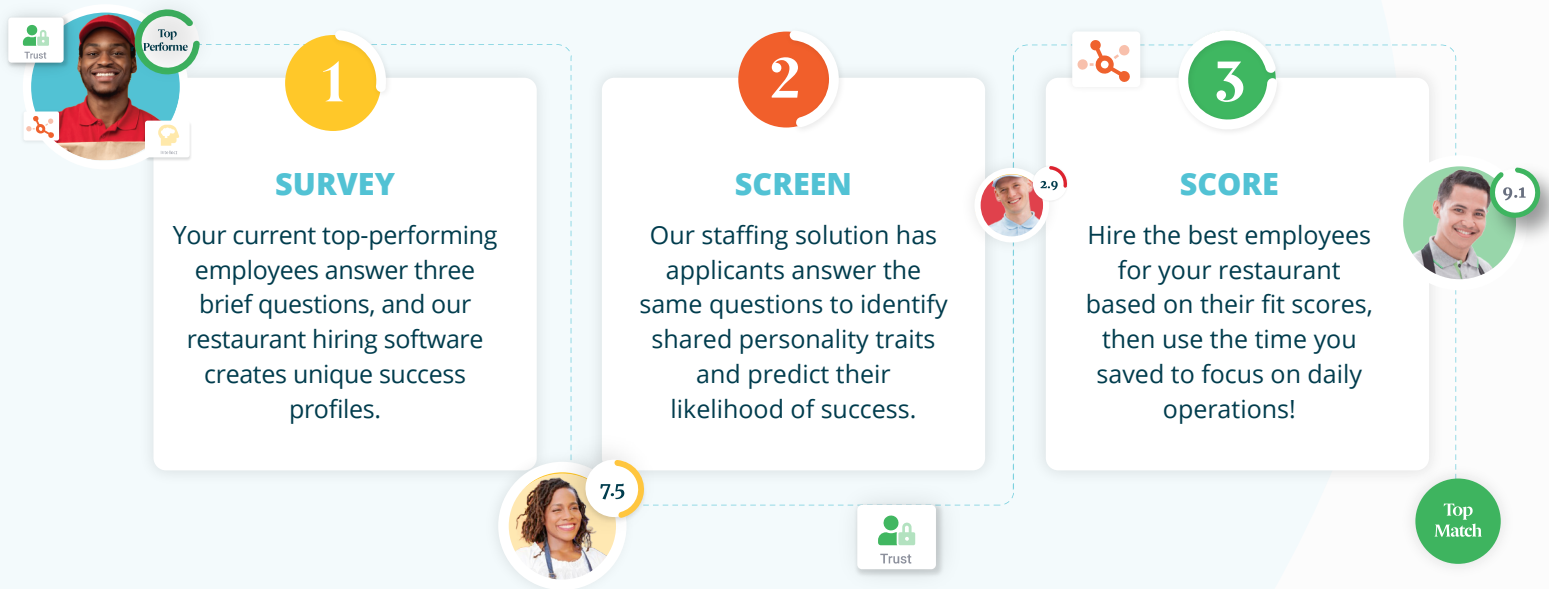 Trust
Top
Performe
1
SURVEY
Your current top-performing
employees answer three
brief questions, and our
restaurant hiring software
creates unique success
profiles.
7.5
2
SCREEN
Our staffing solution has
applicants answer the
same questions to identify
shared personality traits
and predict their
likelihood of success.
2.9
Trust
3
SCORE
Hire the best employees
for your restaurant
based on their fit scores,
then use the time you
saved to focus on daily
operations!
9.1
Top
Match